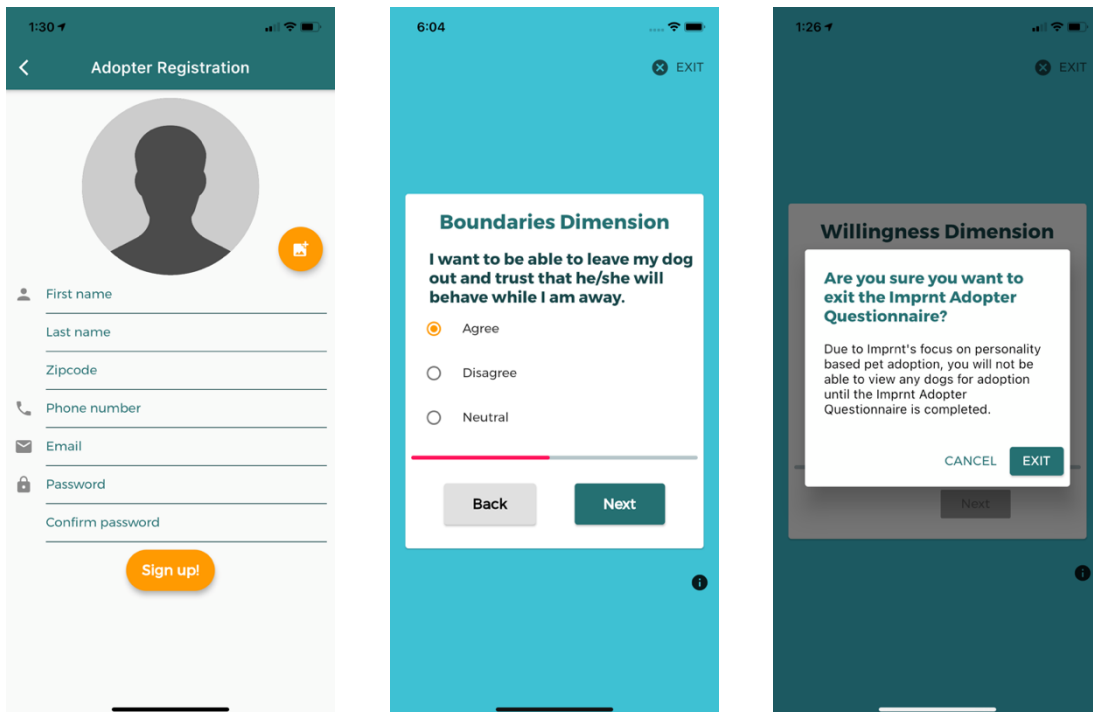 1:30
Adopter Registration
First name
Last name
Zipcode
Phone number
Email
Password
Confirm password
Sign up!
6:04
EXIT
Boundaries Dimension
I want to be able to leave my dog
out and trust that he/she will
behave while I am away.
Agree
Disagree
Neutral
Back
Next
1:26
EXIT
Willingness Dimension
Are you sure you want to
exit the Imprnt Adopter
Questionnaire?
Due to Imprnt's focus on personality
based pet adoption, you will not be
able to view any dogs for adoption
until the Imprnt Adopter
Questionnaire is completed.
CANCEL
EXIT
Next